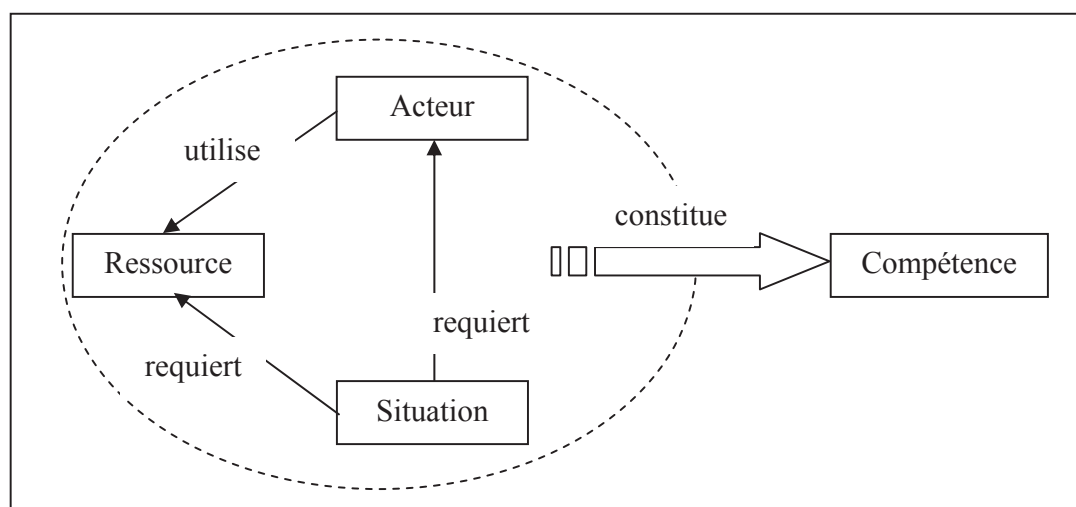 Acteur
utilise
constitue
Ressource
Compétence
requiert
requiert
Situation